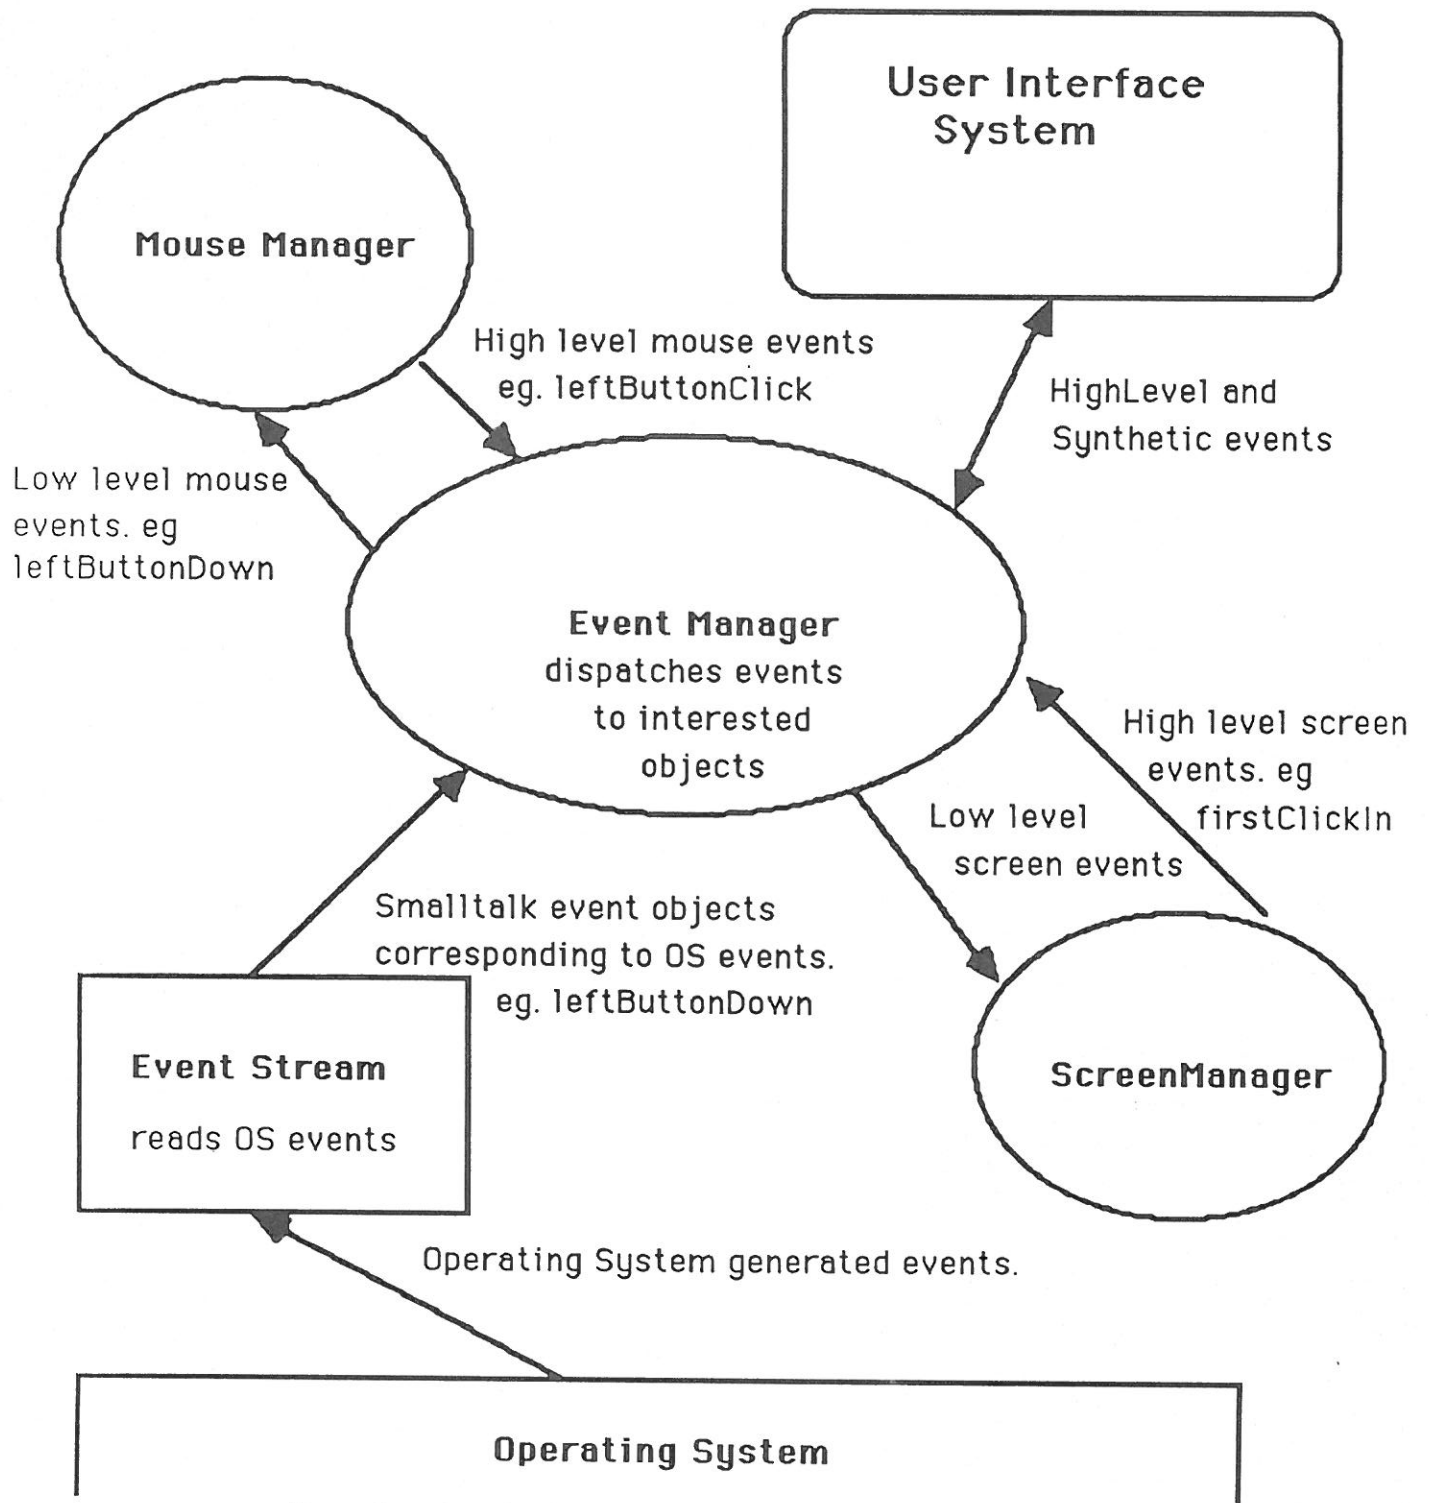 User Interface
System
Mouse Manager
High level mouse events
eg. leftButtonClick
HighLevel and
Synthetic events
Low level mouse
events. eg
leftButtonDown
Event Manager
dispatches events
to interested
objects
High level screen
events. eg
firstClickIn
Low level
screen events
Smalltalk event objects
corresponding to OS events.
eg. leftButtonDown
Event Stream
reads OS events
ScreenManager
Operating System generated events.
Operating System